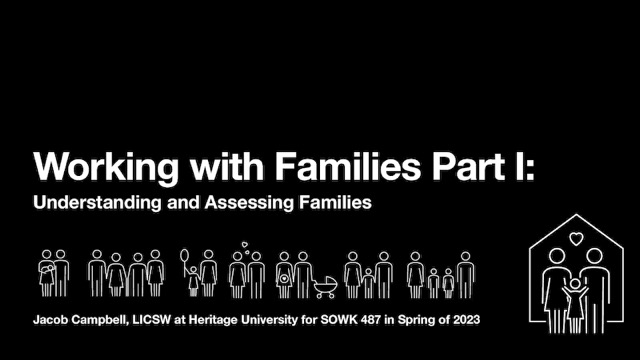 Working with Families Part I:
Understanding and Assessing Families
Jacob Campbell, LICSW at Heritage University for SOWK 487 in Spring of 2023